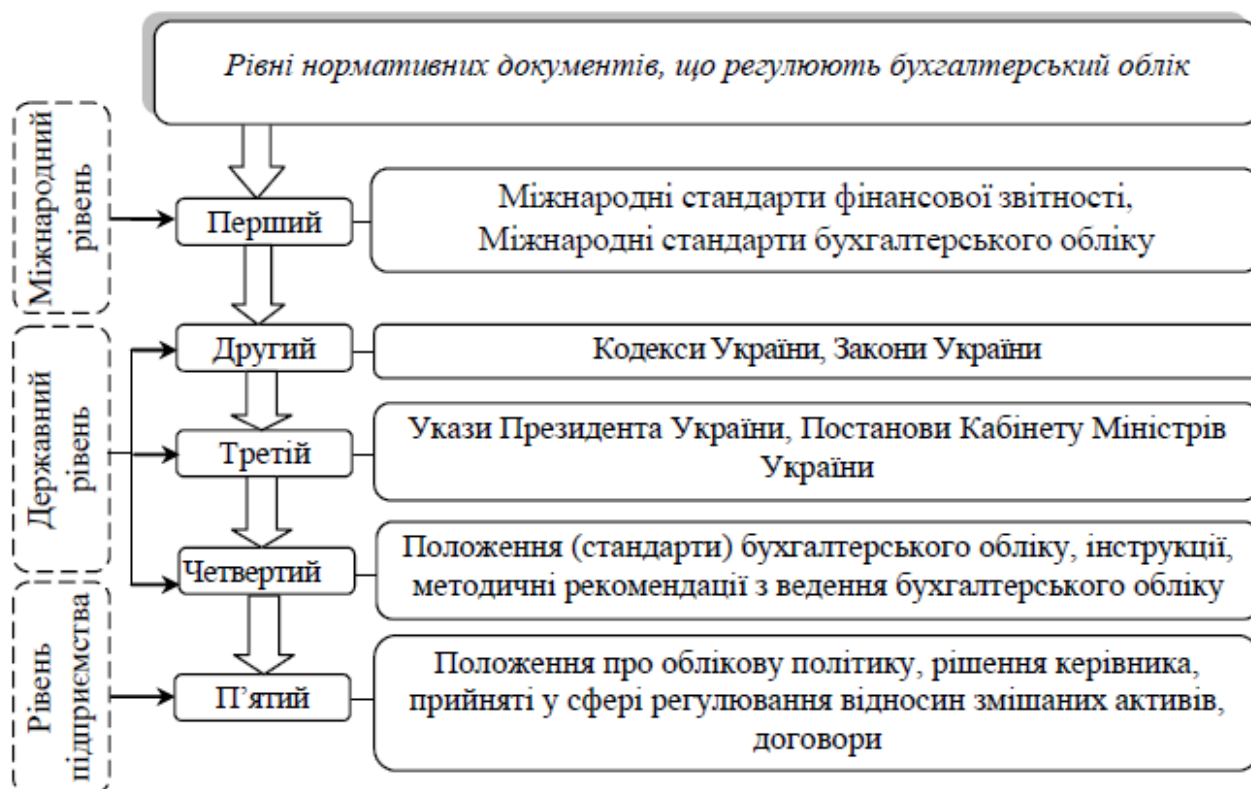 Рівні нормативних документів, що регулюють бухгалтерський облік
Міжнародний
рівень
Перший
Міжнародні стандарти фінансової звітності,
Міжнародні стандарти бухгалтерського обліку
Державний
рівень
Другий
Кодекси України, Закони України
Третій
Укази Президента України, Постанови Кабінету Міністрів
України
Четвертий
Положення (стандарти) бухгалтерського обліку, інструкції,
методичні рекомендації з ведення бухгалтерського обліку
Рівень
підприємства
П’ятий
Положення про облікову політику, рішення керівника,
прийняті у сфері регулювання відносин змішаних активів,
договори